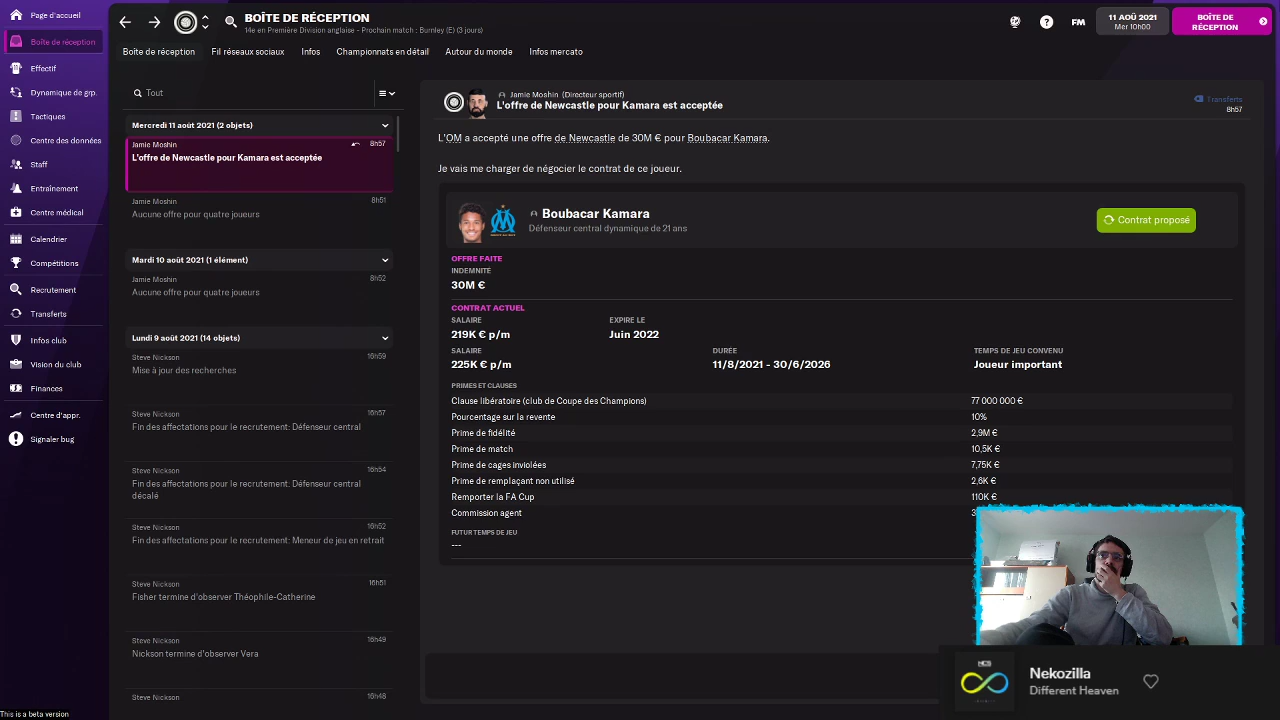 Page d'accueil
Boîte de réception
Effectif
Dynamique de grp.
Tactiques
Centre des données
Staff
Entraînement
Centre médical
Calendrier
Compétitions
Recrutement
Transferts
Infos club
Vision du club
Finances
Centre d'appr.
Signaler bug
This is a beta version
BOÎTE DE RÉCEPTION
14e en Première Division anglaise - Prochain match : Burnley (E) (3 jours)
FM
11 AOÛ 2021
Mer 10h00
BOÎTE DE RÉCEPTION
Boîte de réception Fil réseaux sociaux Infos Championnats en détail Autour du monde Infos mercato
Tout
Mercredi 11 août 2021 (2 objets)
Jamie Moshin 8h57
L'offre de Newcastle pour Kamara est acceptée
Jamie Moshin 8h51
Aucune offre pour quatre joueurs
Mardi 10 août 2021 (1 élément)
Jamie Moshin 8h52
Aucune offre pour quatre joueurs
Lundi 9 août 2021 (14 objets)
Steve Nickson 16h59
Mise à jour des recherches
Steve Nickson 16h57
Fin des affectations pour le recrutement: Défenseur central
Steve Nickson 16h54
Fin des affectations pour le recrutement: Défenseur central
décalé
Steve Nickson 16h52
Fin des affectations pour le recrutement: Meneur de jeu en retrait
Steve Nickson 16h51
Fisher termine d'observer Théophile-Catherine
Steve Nickson 16h49
Nickson termine d'observer Vera
Steve Nickson 16h48
Jamie Moshin (Directeur sportif)
L'offre de Newcastle pour Kamara est acceptée
Transferts
8h57
L'OM a accepté une offre de Newcastle de 30M € pour Boubacar Kamara.
Je vais me charger de négocier le contrat de ce joueur.
Boubacar Kamara
Défenseur central dynamique de 21 ans
Contrat proposé
OFFRE FAITE
INDEMNITÉ
30M €
CONTRAT ACTUEL
SALAIRE EXPIRE LE
219K € p/m Juin 2022
SALAIRE DURÉE TEMPS DE JEU CONVENU
225K € p/m 11/8/2021 - 30/6/2026 Joueur important
PRIMES ET CLAUSES
Clause libératoire (club de Coupe des Champions) 77 000 000 €
Pourcentage sur la revente 10%
Prime de fidélité 2,9M €
Prime de match 10,5K €
Prime de cages inviolées 7,75K €
Prime de remplaçant non utilisé 2,6K €
Remporter la FA Cup 110K €
Commission agent
FUTUR TEMPS DE JEU
---
NCS
Nekozilla
Different Heaven